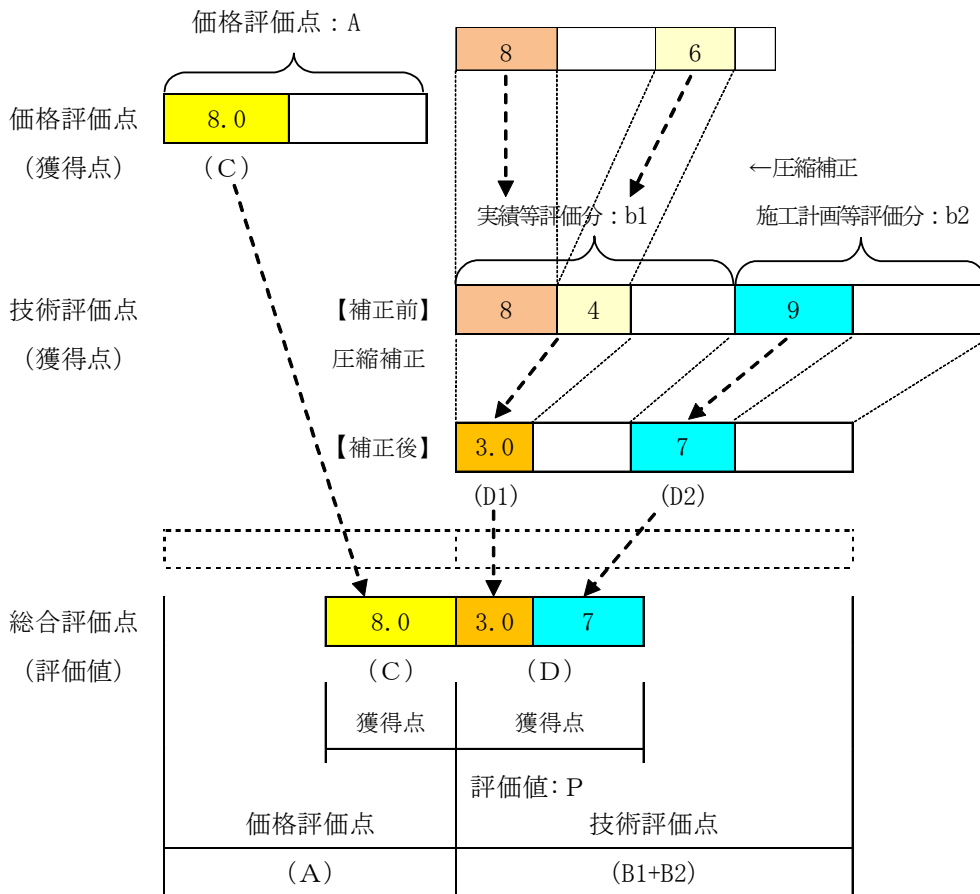 価格評価点：A
8
6
価格評価点
8.0
（獲得点）
（C）
←圧縮補正
実績等評価分：b1
施工計画等評価分：b2
技術評価点
【補正前】
8
4
9
（獲得点）
圧縮補正
【補正後】
3.0
7
(D1)
(D2)
総合評価点
8.0
3.0
7
（評価値）
（C）
（D）
獲得点
獲得点
評価値：P
価格評価点
技術評価点
（A）
(B1+B2)